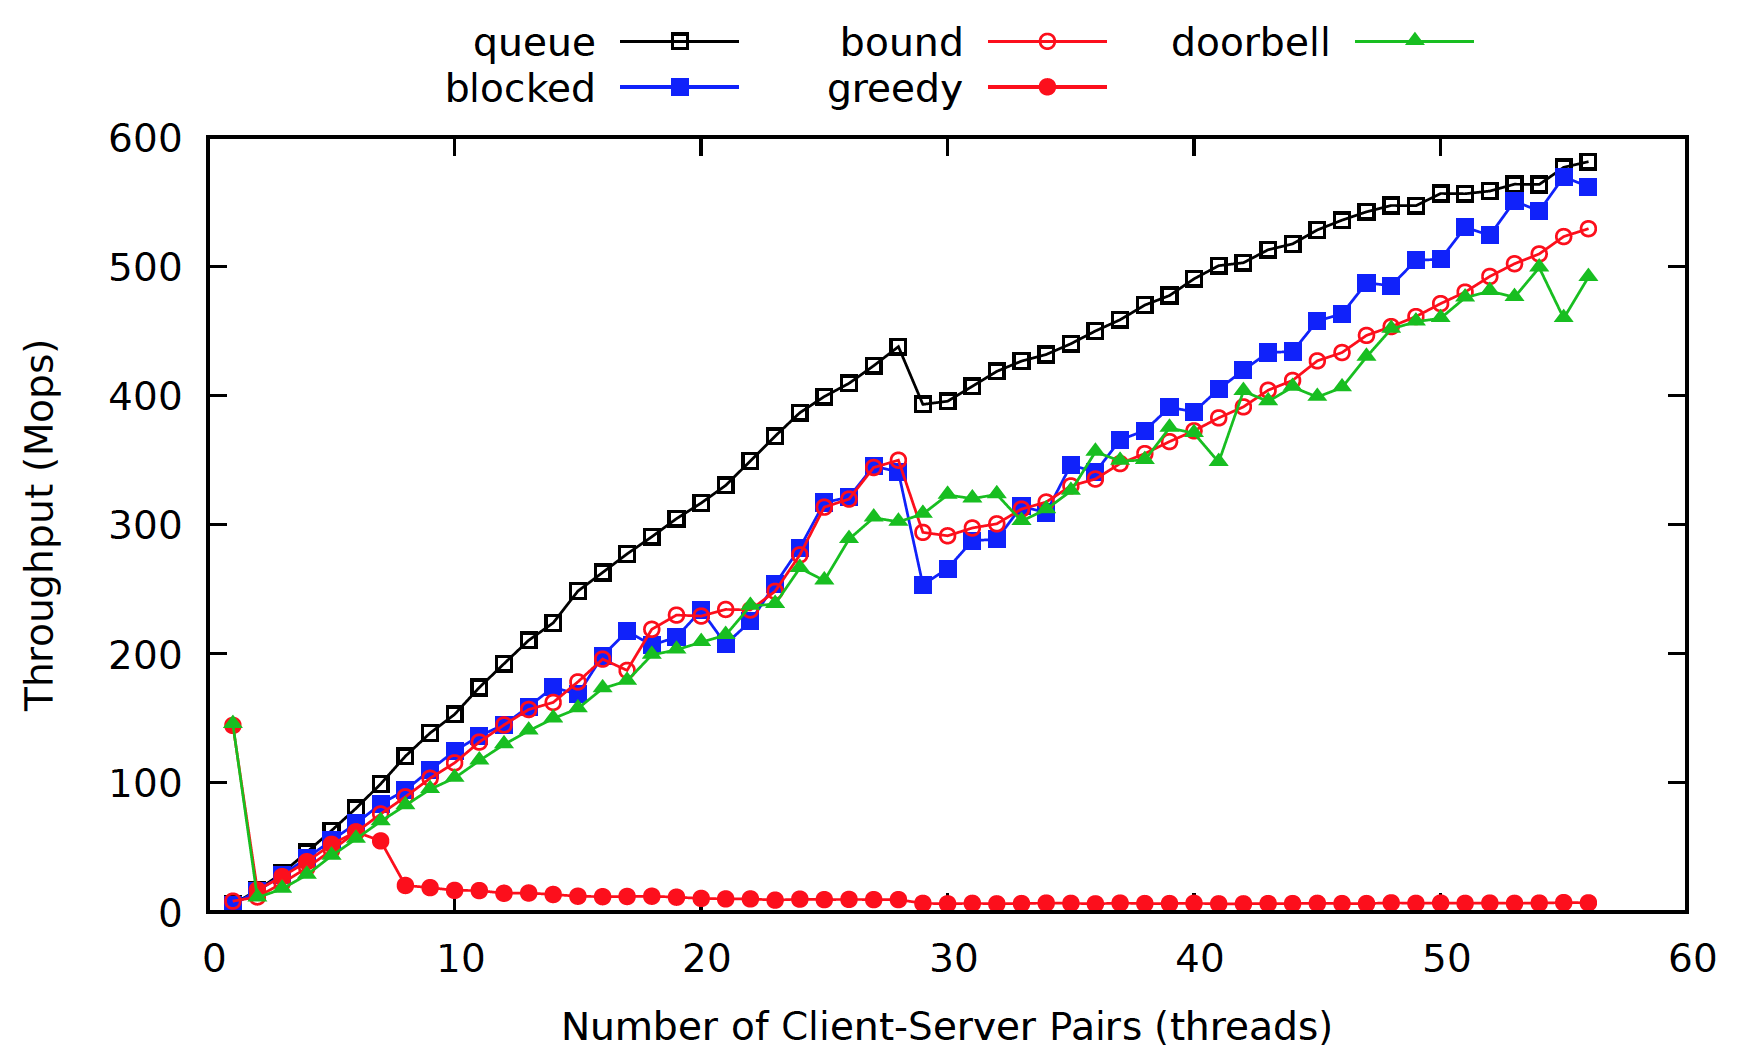 queue bound doorbell
blocked greedy
600
500
400
300
200
100
0
0 10 20 30 40 50 60
Throughput (Mops)
Number of Client-Server Pairs (threads)